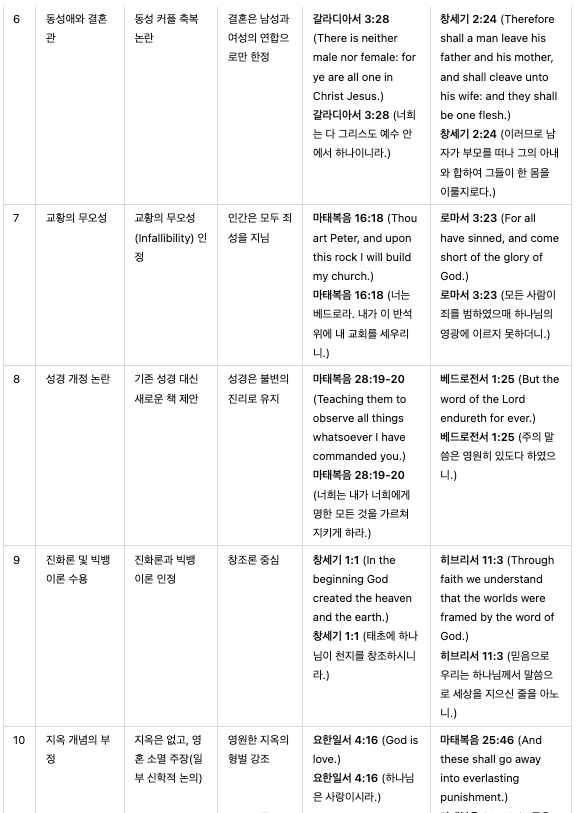 6
동성애와 결혼
관
동성 커플 축복
논란
결혼은 남성과
여성의 연합으
로만 한정
갈라디아서 3:28
(There is neither
male nor female: for
ye are all one in
Christ Jesus.)
갈라디아서 3:28 (너희
는 다 그리스도 예수 안
에서 하나이니라.)
창세기 2:24 (Therefore
shall a man leave his
father and his mother,
and shall cleave unto
his wife: and they shall
be one flesh.)
창세기 2:24 (이러므로 남
자가 부모를 떠나 그의 아내
와 합하여 그들이 한 몸을
이룰지로다.)
7
교황의 무오성
교황의 무오성
(Infallibility) 인
정
인간은 모두 죄
성을 지님
마태복음 16:18 (Thou
art Peter, and upon
this rock I will build
my church.)
마태복음 16:18 (너는
베드로라. 내가 이 반석
위에 내 교회를 세우리
니.)
로마서 3:23 (For all
have sinned, and come
short of the glory of
God.)
로마서 3:23 (모든 사람이
죄를 범하였으매 하나님의
영광에 이르지 못하더니.)
8
성경 개정 논란
기존 성경 대신
새로운 책 제안
성경은 불변의
진리로 유지
마태복음 28:19-20
(Teaching them to
observe all things
whatsoever I have
commanded you.)
마태복음 28:19-20
(너희는 내가 너희에게
명한 모든 것을 가르쳐
지키게 하라.)
베드로전서 1:25 (But the
word of the Lord
endureth for ever.)
베드로전서 1:25 (주의 말
씀은 영원히 있도다 하였으
니.)
9
진화론 및 빅뱅
이론 수용
진화론과 빅뱅
이론 인정
창조론 중심
창세기 1:1 (In the
beginning God
created the heaven
and the earth.)
창세기 1:1 (태초에 하나
님이 천지를 창조하시니
라.)
히브리서 11:3 (Through
faith we understand
that the worlds were
framed by the word of
God.)
히브리서 11:3 (믿음으로
우리는 하나님께서 말씀으
로 세상을 지으신 줄을 아노
니.)
10
지옥 개념의 부
정
지옥은 없고, 영
혼 소멸 주장(일
부 신학적 논의)
영원한 지옥의
형벌 강조
요한일서 4:16 (God is
love.)
요한일서 4:16 (하나님
은 사랑이시라.)
마태복음 25:46 (And
these shall go away
into everlasting
punishment.)